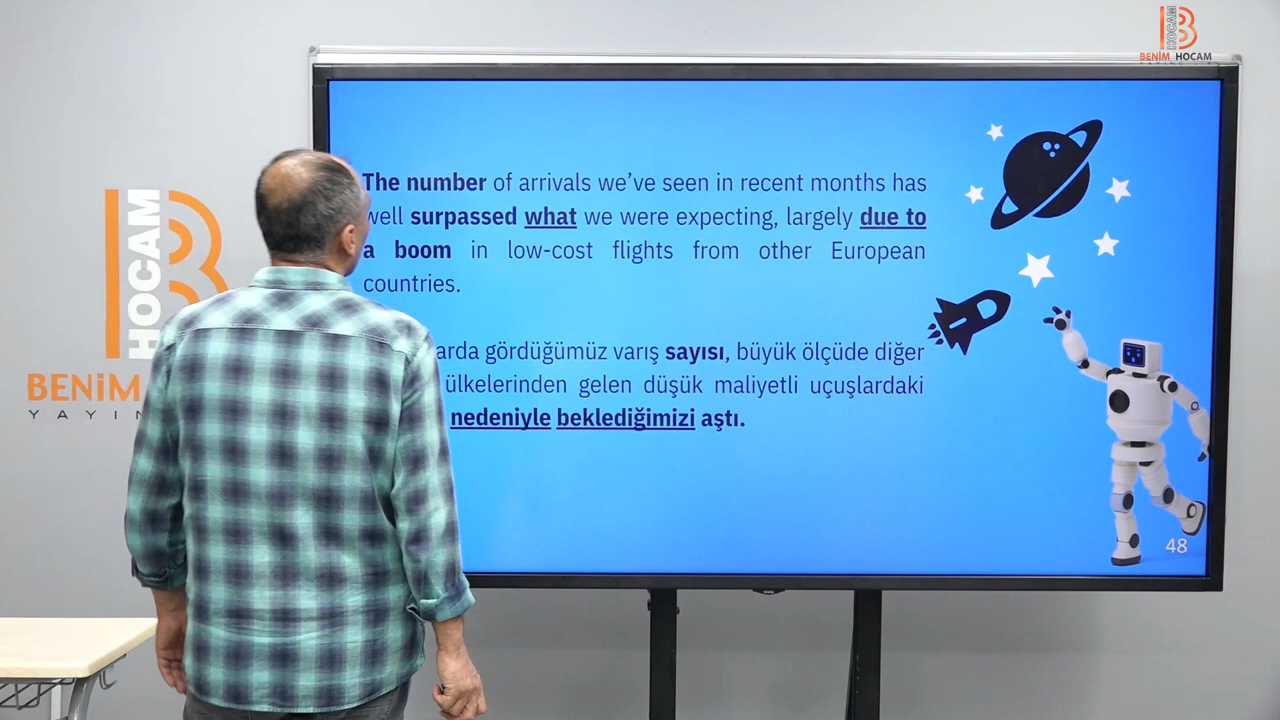 HOCAM
BENİM HOCAM
YAYINCILIK
The number of arrivals we've seen in recent months has
well surpassed what we were expecting, largely due to
a boom in low-cost flights from other European
countries.
arda gördüğümüz varış sayısı, büyük ölçüde diğer
ülkelerinden gelen düşük maliyetli uçuşlardaki
nedeniyle beklediğimizi aştı.
48
HOCAM
BENİM